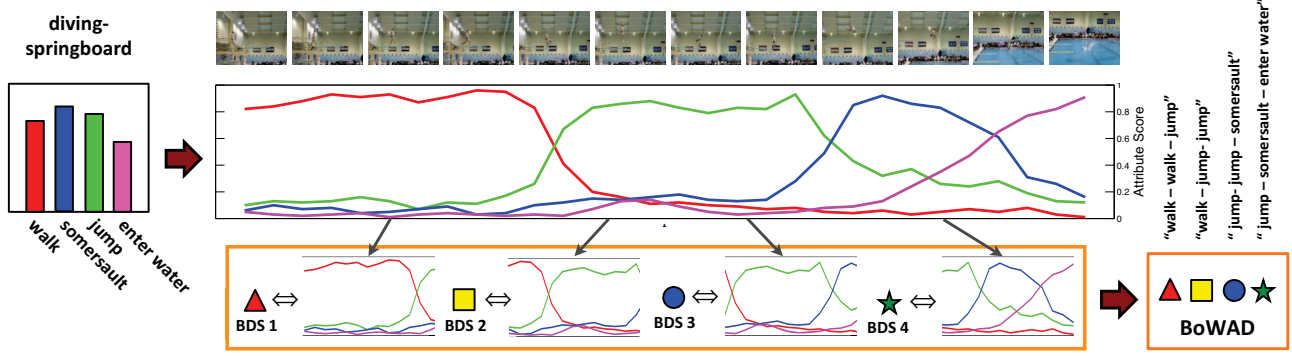 diving-
springboard
walk
somersault
jump
enter water
1
0.8
0.6
0.4
0.2
0
Attribute Score
BDS 1
⇔
BDS 2
⇔
BDS 3
⇔
BDS 4
⇔
“walk – walk – jump”
“walk – jump- jump”
“ jump- jump – somersault”
“ jump – somersault – enter water”
BoWAD